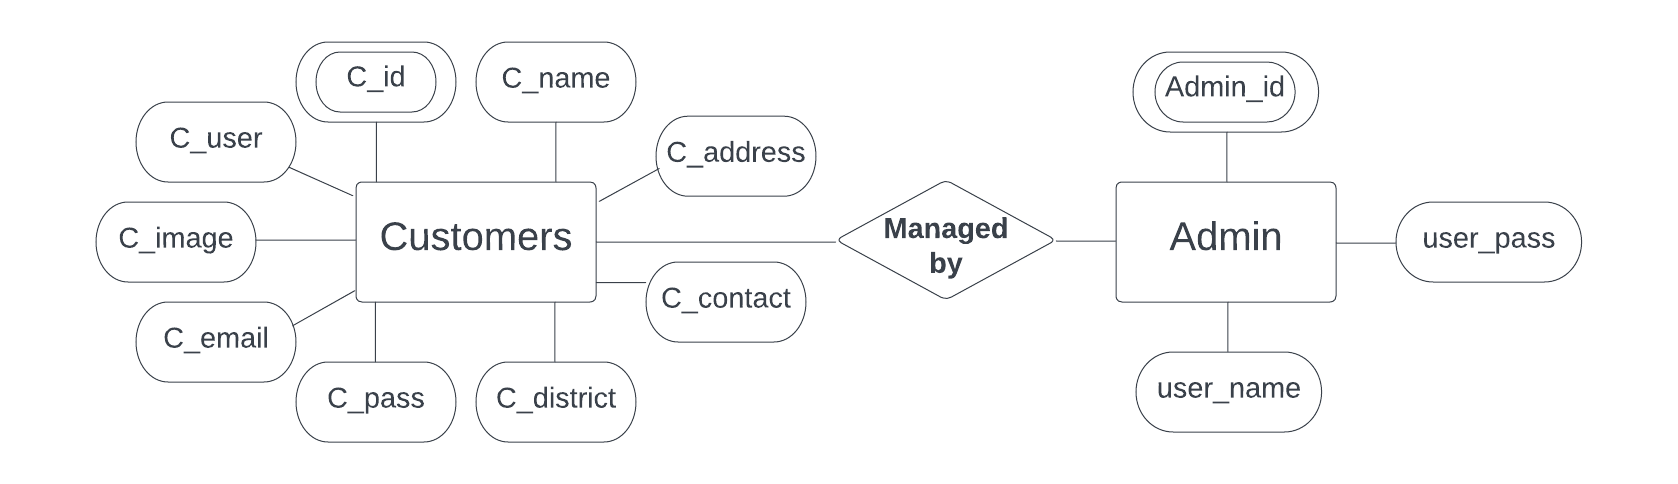 C_id
C_name
Admin_id
C_user
C_address
Customers
Managed
by
Admin
C_image
user_pass
C_contact
C_email
C_pass
C_district
user_name